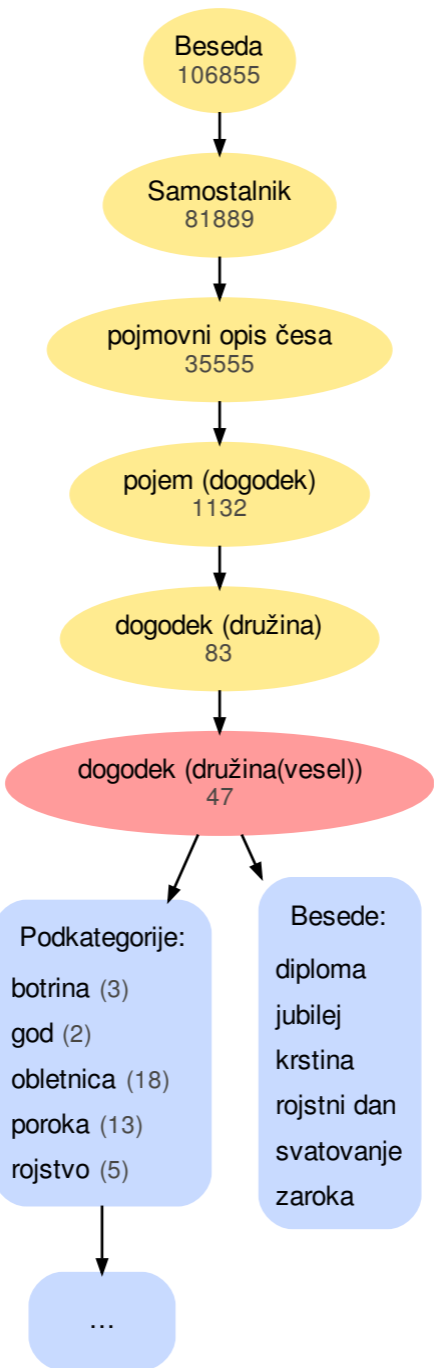 Beseda
106855
Samostalnik
81889
pojmovni opis česa
35555
pojem (dogodek)
1132
dogodek (družina)
83
dogodek (družina(vesel))
47
Podkategorije:
botrina (3)
god (2)
obletnica (18)
poroka (13)
rojstvo (5)
Besede:
diploma
jubilej
krstina
rojstni dan
svatovanje
zaroka
...